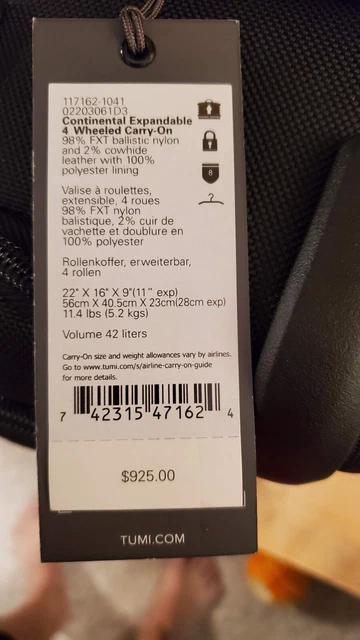 117162-1041
02203061D3
Continental Expandable
4 Wheeled Carry-On
98% FXT ballistic nylon
and 2% cowhide
leather with 100%
polyester lining
8
Valise à roulettes,
extensible, 4 roues
98% FXT nylon
balistique, 2% cuir de
vachette et doublure en
100% polyester
Rollenkoffer, erweiterbar,
4 rollen
22" X 16" X 9"(11" exp)
56cm X 40.5cm X 23cm(28cm exp)
11.4 lbs (5.2 kgs)
Volume 42 liters
Carry-On size and weight allowances vary by airlines.
Go to www.tumi.com/s/airline-carry-on-guide
for more details.
7 42315 47162 4
$925.00
TUMI.COM